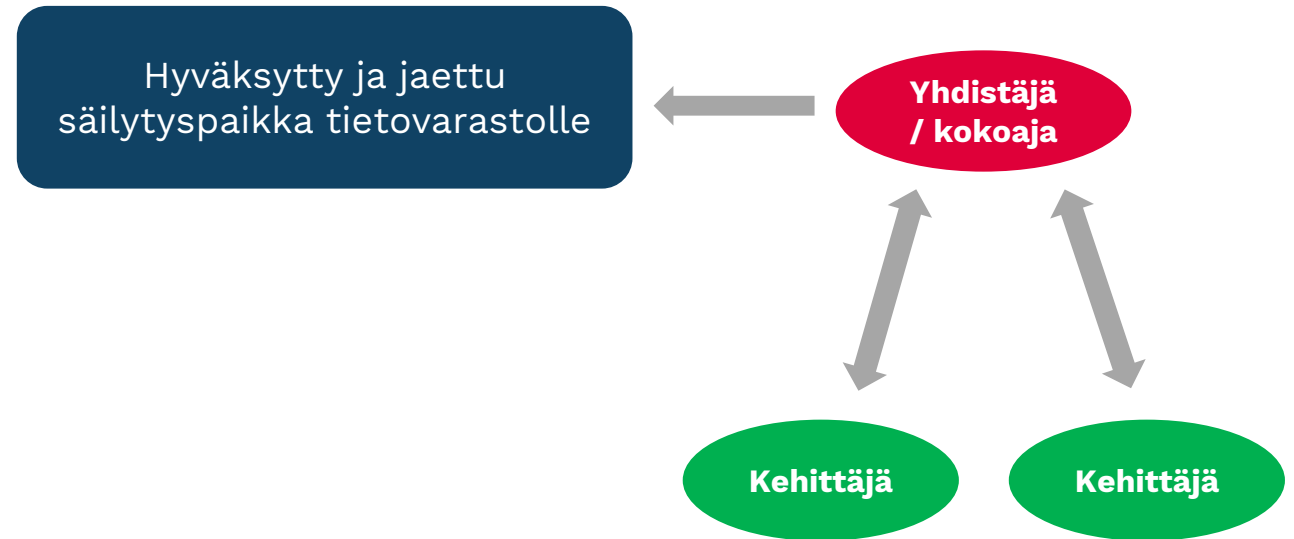 Hyväksytty ja jaettu
säilytyspaikka tietovarastolle
Yhdistäjä
/ kokoaja
Kehittäjä
Kehittäjä